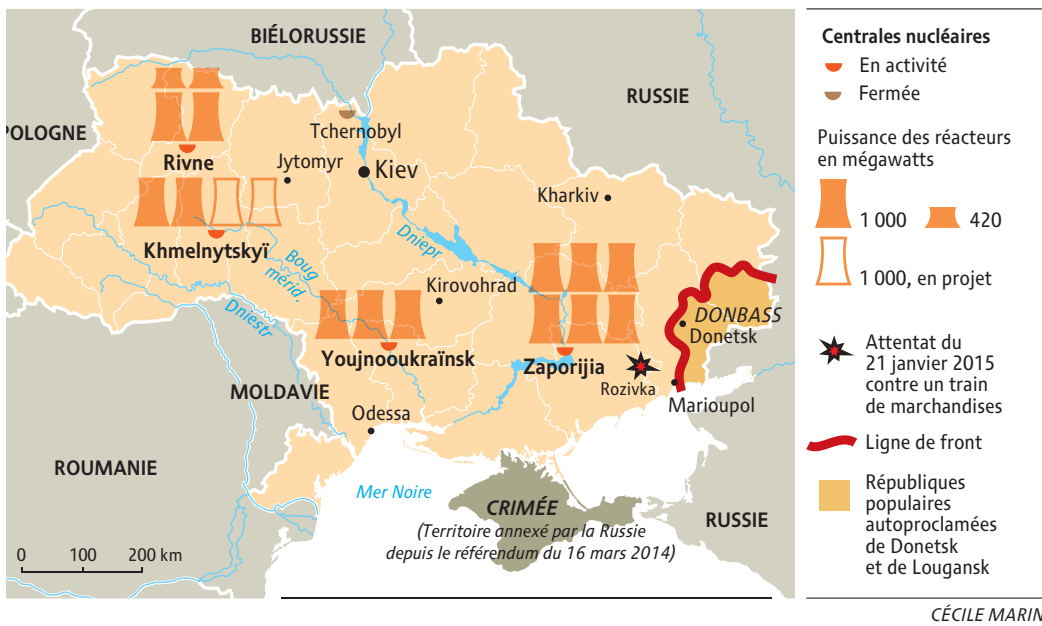 BIÉLORUSSIE
RUSSIE
POLOGNE
Tchernobyl
Rivne
Jytomyr
Kiev
Kharkiv
Khmelnytskyï
Dniepr
Boug
mérid.
Kirovohrad
Dniestr
DONBASS
Donetsk
Youjnooukraïnsk
Zaporijia
Rozivka
Marioupol
MOLDAVIE
Odessa
ROUMANIE
Mer Noire
CRIMÉE
(Territoire annexé par la Russie
depuis le référendum du 16 mars 2014)
RUSSIE
0 100 200 km
Centrales nucléaires
En activité
Fermée
Puissance des réacteurs
en mégawatts
1 000 420
1 000, en projet
Attentat du
21 janvier 2015
contre un train
de marchandises
Ligne de front
Républiques
populaires
autoproclamées
de Donetsk
et de Lougansk
CÉCILE MARIN